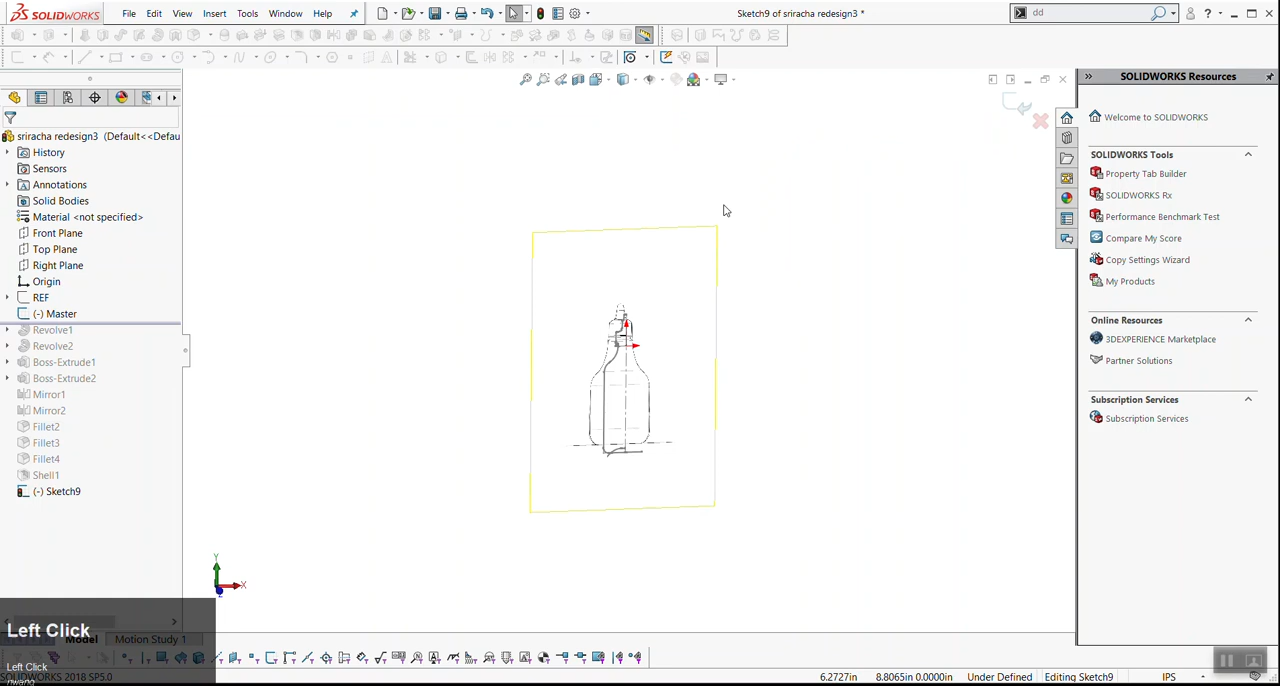 SOLIDWORKS File Edit View Insert Tools Window Help Sketch9 of sriracha redesign3 * dd
SOLIDWORKS Resources
sriracha redesign3 (Default<<Defau
History
Sensors
Annotations
Solid Bodies
Material <not specified>
Front Plane
Top Plane
Right Plane
Origin
REF
(-) Master
Revolve1
Revolve2
Boss-Extrude1
Boss-Extrude2
Mirror1
Mirror2
Fillet2
Fillet3
Fillet4
Shell1
(-) Sketch9
Y
X
Z
Welcome to SOLIDWORKS
SOLIDWORKS Tools
Property Tab Builder
SOLIDWORKS Rx
Performance Benchmark Test
Compare My Score
Copy Settings Wizard
My Products
Online Resources
3DEXPERIENCE Marketplace
Partner Solutions
Subscription Services
Subscription Services
Left Click
Model Motion Study 1
Left Click
nwang
SOLIDWORKS 2018 SP5.0 6.2727in 8.8065in 0.0000in Under Defined Editing Sketch9 IPS